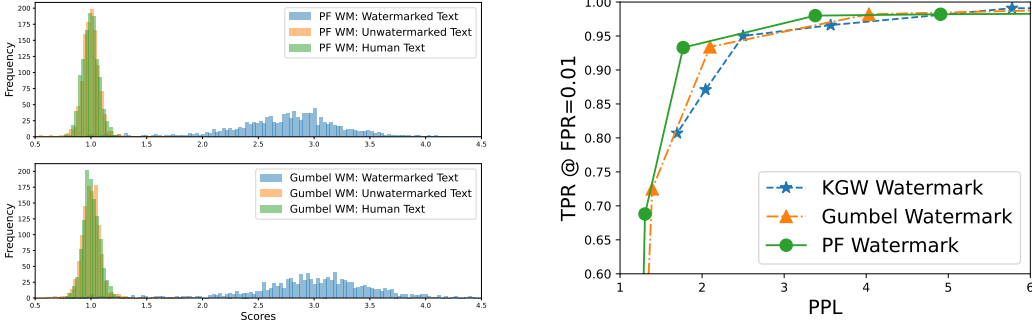 200
175
150
125
100
75
50
25
0
Frequency
PF WM: Watermarked Text
PF WM: Unwatermarked Text
PF WM: Human Text
0.5 1.0 1.5 2.0 2.5 3.0 3.5 4.0 4.5
200
175
150
125
100
75
50
25
0
Frequency
Gumbel WM: Watermarked Text
Gumbel WM: Unwatermarked Text
Gumbel WM: Human Text
0.5 1.0 1.5 2.0 2.5 3.0 3.5 4.0 4.5
Scores
1.00
0.95
0.90
0.85
0.80
0.75
0.70
0.65
0.60
TPR @ FPR=0.01
KGW Watermark
Gumbel Watermark
PF Watermark
1 2 3 4 5 6
PPL